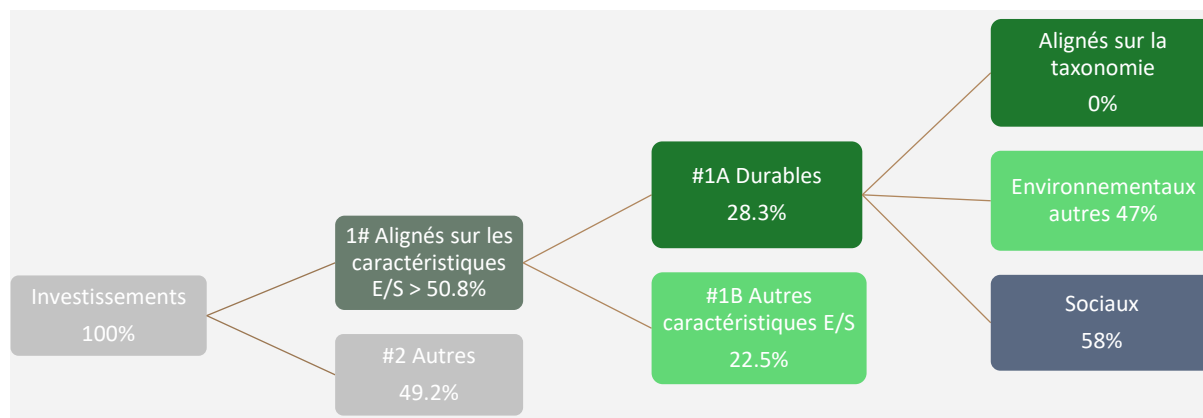 Investissements
100%
1# Alignés sur les
caractéristiques
E/S > 50.8%
#2 Autres
49.2%
#1A Durables
28.3%
#1B Autres
caractéristiques E/S
22.5%
Alignés sur la
taxonomie
0%
Environnementaux
autres 47%
Sociaux
58%